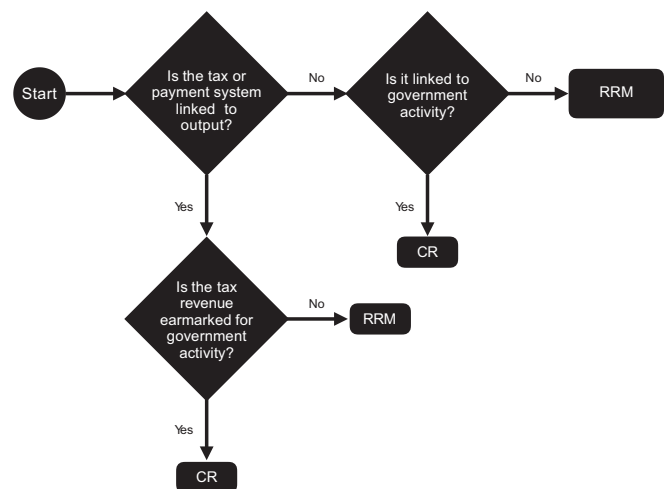 Start
Is the tax or
payment system
linked to
output?
No
Is it linked to
government
activity?
No
RRM
Yes
Yes
CR
Is the tax
revenue
earmarked for
government
activity?
No
RRM
Yes
CR